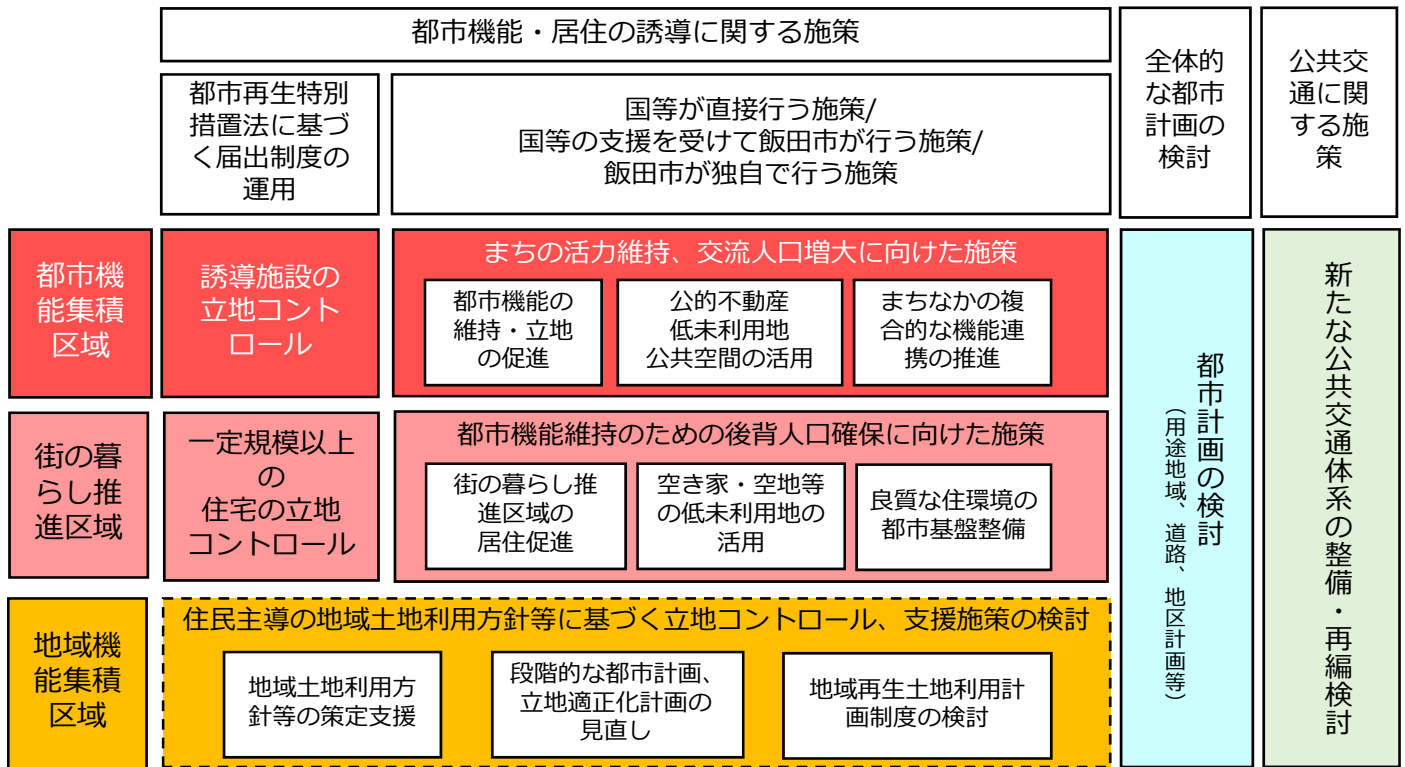 都市機能・居住の誘導に関する施策
都市再生特別
措置法に基づ
く届出制度の
運用
国等が直接行う施策/
国等の支援を受けて飯田市が行う施策/
飯田市が独自で行う施策
全体的
な都市
計画の
検討
公共交
通に関
する施
策
都市機
能集積
区域
誘導施設の
立地コント
ロール
まちの活力維持、交流人口増大に向けた施策
都市機能の
維持・立地
の促進
公的不動産
低未利用地
公共空間の活用
まちなかの複
合的な機能連
携の推進
街の暮
らし推
進区域
一定規模以上
の
住宅の立地
コントロール
都市機能維持のための後背人口確保に向けた施策
街の暮らし推
進区域の
居住促進
空き家・空地等
の低未利用地の
活用
良質な住環境の
都市基盤整備
地域機
能集積
区域
住民主導の地域土地利用方針等に基づく立地コントロール、支援施策の検討
地域土地利用方
針等の策定支援
段階的な都市計画、
立地適正化計画の
見直し
地域再生土地利用計
画制度の検討
都市計画の検討
（用途地域、道路、地区計画等）
新たな公共交通体系の整備・再編検討